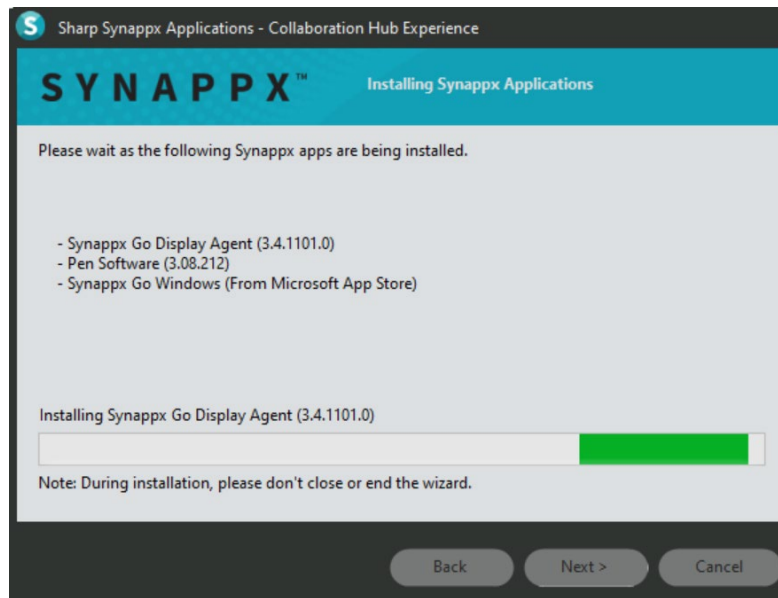 S Sharp Synappx Applications - Collaboration Hub Experience
SYNAPPX™ Installing Synappx Applications
Please wait as the following Synappx apps are being installed.
- Synappx Go Display Agent (3.4.1101.0)
- Pen Software (3.08.212)
- Synappx Go Windows (From Microsoft App Store)
Installing Synappx Go Display Agent (3.4.1101.0)
Note: During installation, please don't close or end the wizard.
Back Next > Cancel